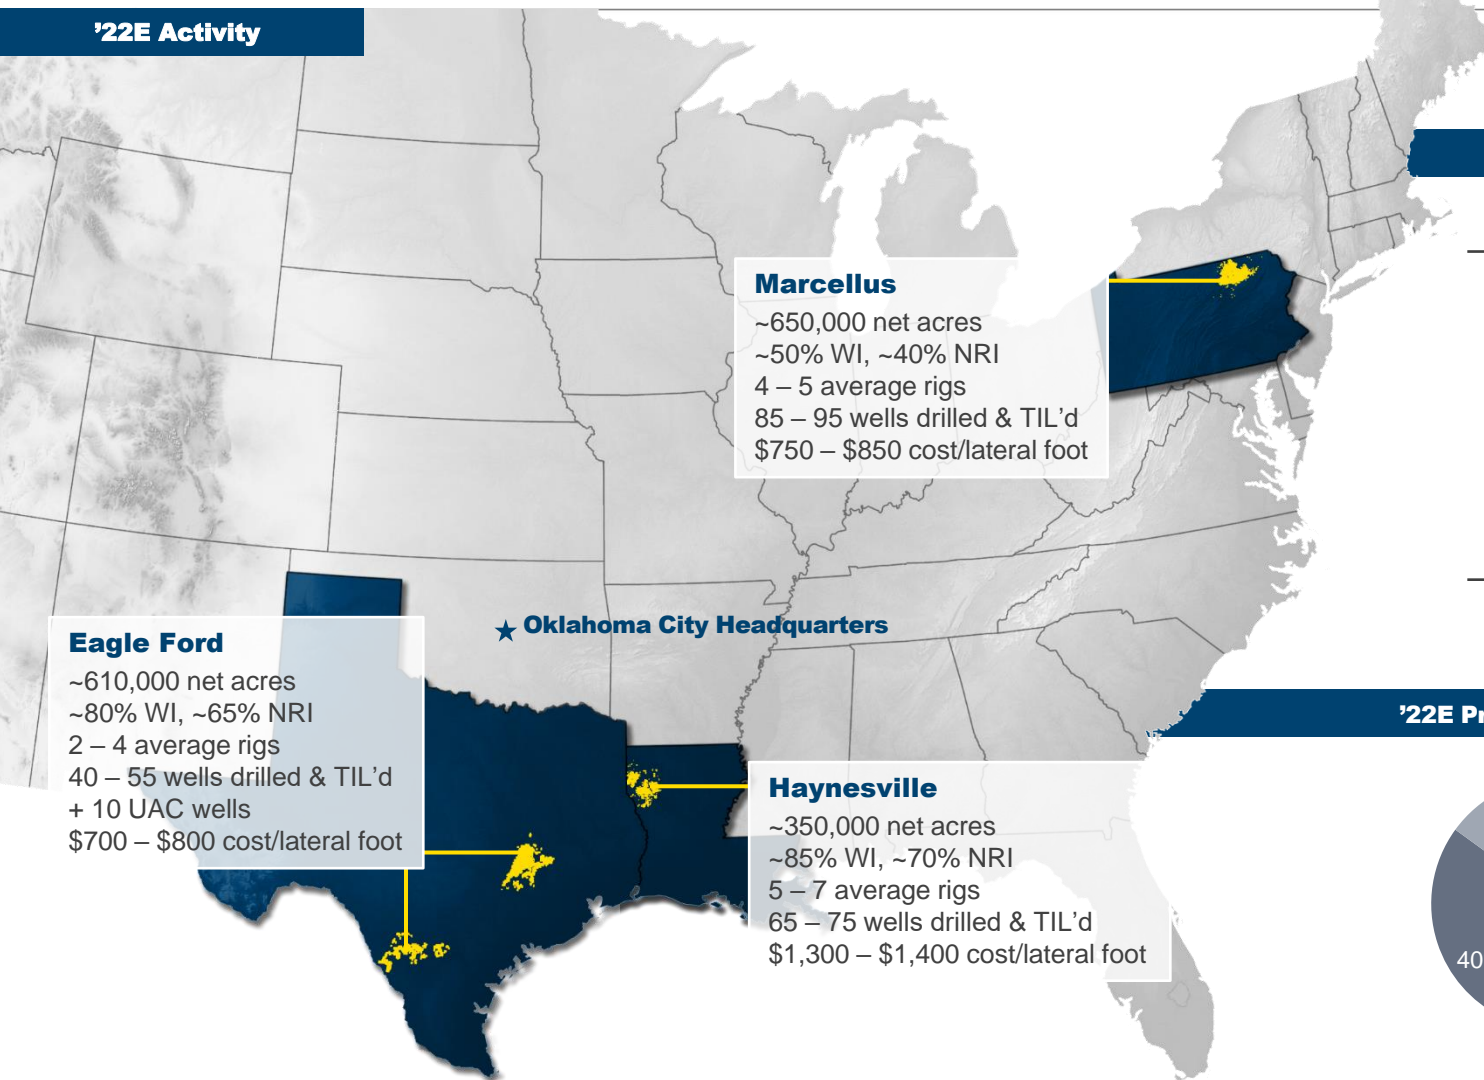 ’22E Activity
Marcellus
~650,000 net acres
~50% WI, ~40% NRI
4 – 5 average rigs
85 – 95 wells drilled & TIL’d
$750 – $850 cost/lateral foot
Oklahoma City Headquarters
Eagle Ford
~610,000 net acres
~80% WI, ~65% NRI
2 – 4 average rigs
40 – 55 wells drilled & TIL’d
+ 10 UAC wells
$700 – $800 cost/lateral foot
’22E
Haynesville
~350,000 net acres
~85% WI, ~70% NRI
5 – 7 average rigs
65 – 75 wells drilled & TIL’d
$1,300 – $1,400 cost/lateral foot
40